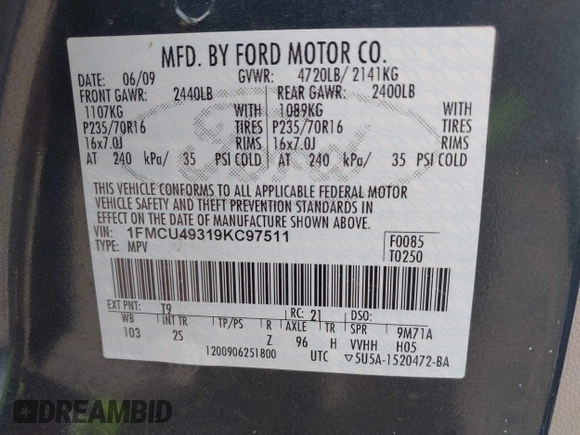 MFD. BY FORD MOTOR CO.
DATE: 06/09 GVWR: 4720LB/ 2141KG
FRONT GAWR: 2440LB REAR GAWR: 2400LB
1107KG WITH 1089KG WITH
P235/70R16 TIRES P235/70R16 TIRES
16x7.0J RIMS 16x7.0J RIMS
AT 240 kPa/ 35 PSI COLD AT 240 kPa/ 35 PSI COLD
THIS VEHICLE CONFORMS TO ALL APPLICABLE FEDERAL MOTOR
VEHICLE SAFETY AND THEFT PREVENTION STANDARDS IN
EFFECT ON THE DATE OF MANUFACTURE SHOWN ABOVE.
VIN: 1FMCU49319KC97511 F0085
TYPE: MPV T0250
EXT PNT: T9 RC: 21 DSO:
WB INT TR TP/PS R AXLE TR SPR 9M71A
103 2S Z 96 H VVHH H05
1200906251800 UTC ▽5U5A-1520472-BA
Ford
DREAMBID